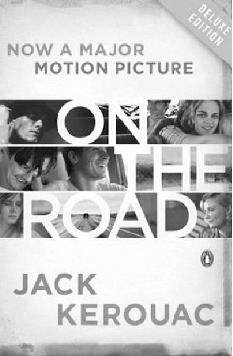 DELUXE
EDITION
NOW A MAJOR
MOTION PICTURE
ON
THE
ROAD
JACK
KEROUAC